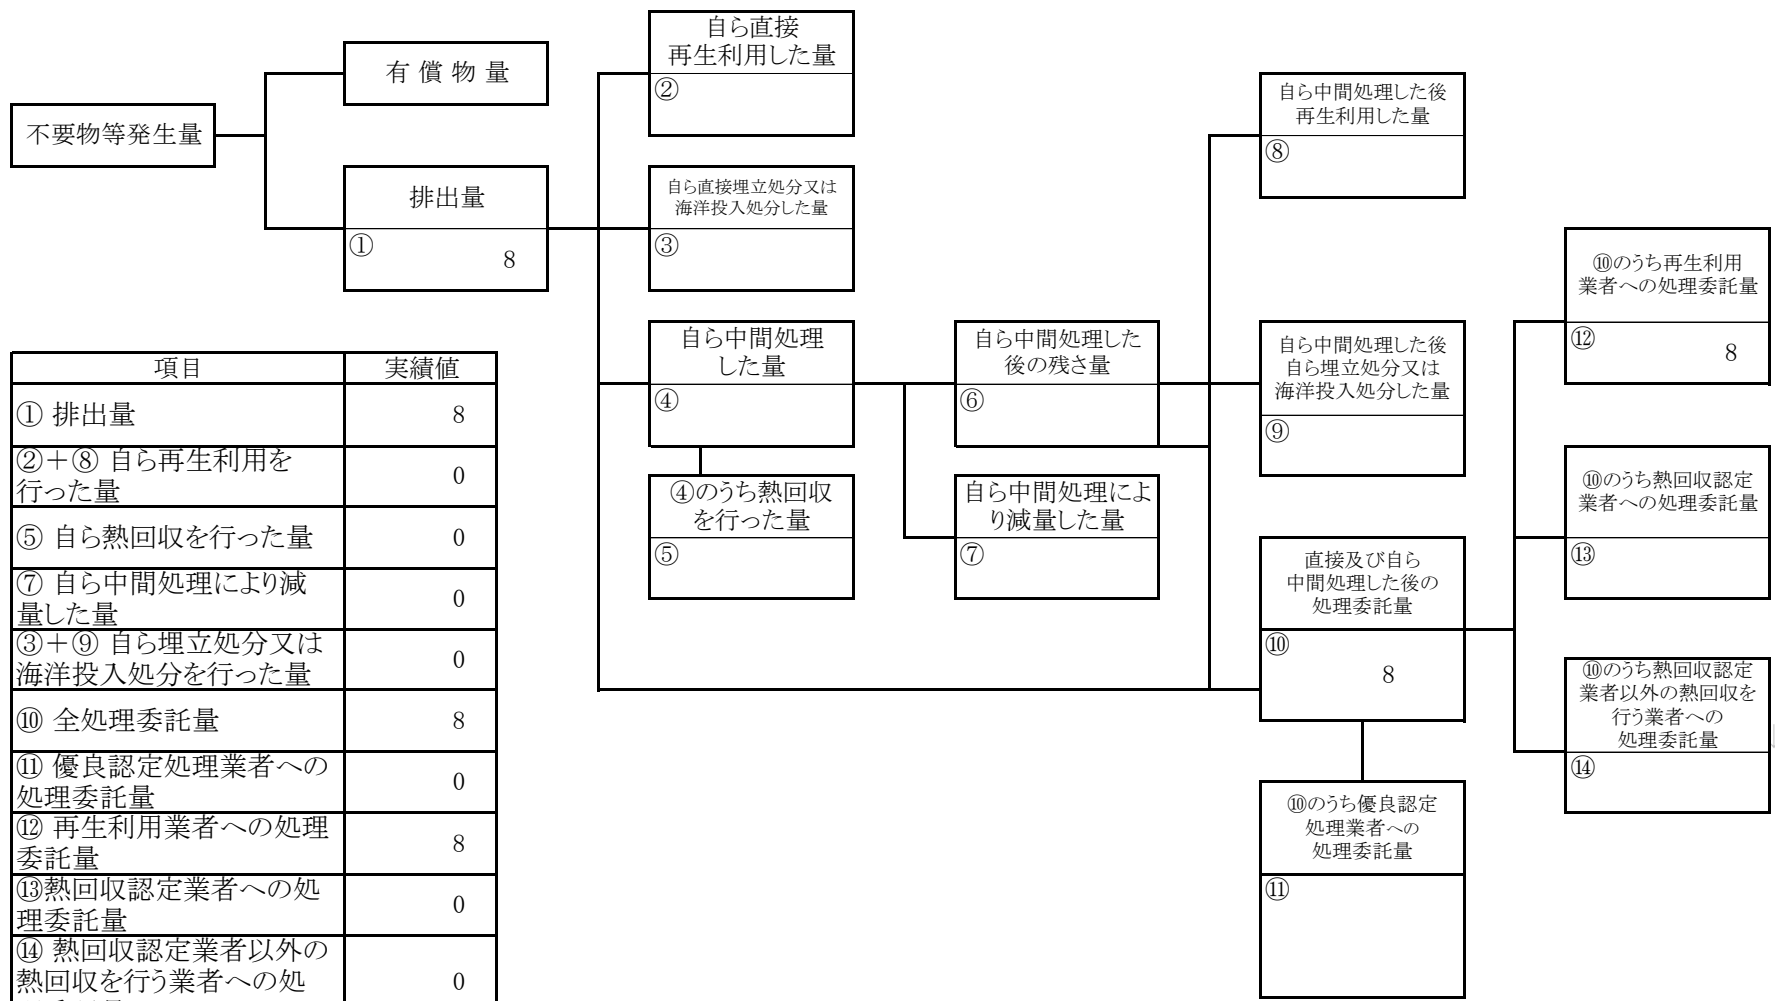 不要物等発生量
有 償 物 量
排出量
①
8
自ら直接
再生利用した量
②
自ら直接埋立処分又は
海洋投入処分した量
③
自ら中間処理
した量
④
④のうち熱回収
を行った量
⑤
自ら中間処理した
後の残さ量
⑥
自ら中間処理によ
り減量した量
⑦
自ら中間処理した後
再生利用した量
⑧
自ら中間処理した後
自ら埋立処分又は
海洋投入処分した量
⑨
直接及び自ら
中間処理した後の
処理委託量
⑩
8
⑩のうち優良認定
処理業者への
処理委託量
⑪
⑩のうち再生利用
業者への処理委託量
⑫
8
⑩のうち熱回収認定
業者への処理委託量
⑬
⑩のうち熱回収認定
業者以外の熱回収を
行う業者への
処理委託量
⑭
項目 実績値
① 排出量 8
②＋⑧ 自ら再生利用を
行った量 0
⑤ 自ら熱回収を行った量 0
⑦ 自ら中間処理により減
量した量 0
③＋⑨ 自ら埋立処分又は
海洋投入処分を行った量 0
⑩ 全処理委託量 8
⑪ 優良認定処理業者への
処理委託量 0
⑫ 再生利用業者への処理
委託量 8
⑬熱回収認定業者への処
理委託量 0
⑭ 熱回収認定業者以外の
熱回収を行う業者への処 0